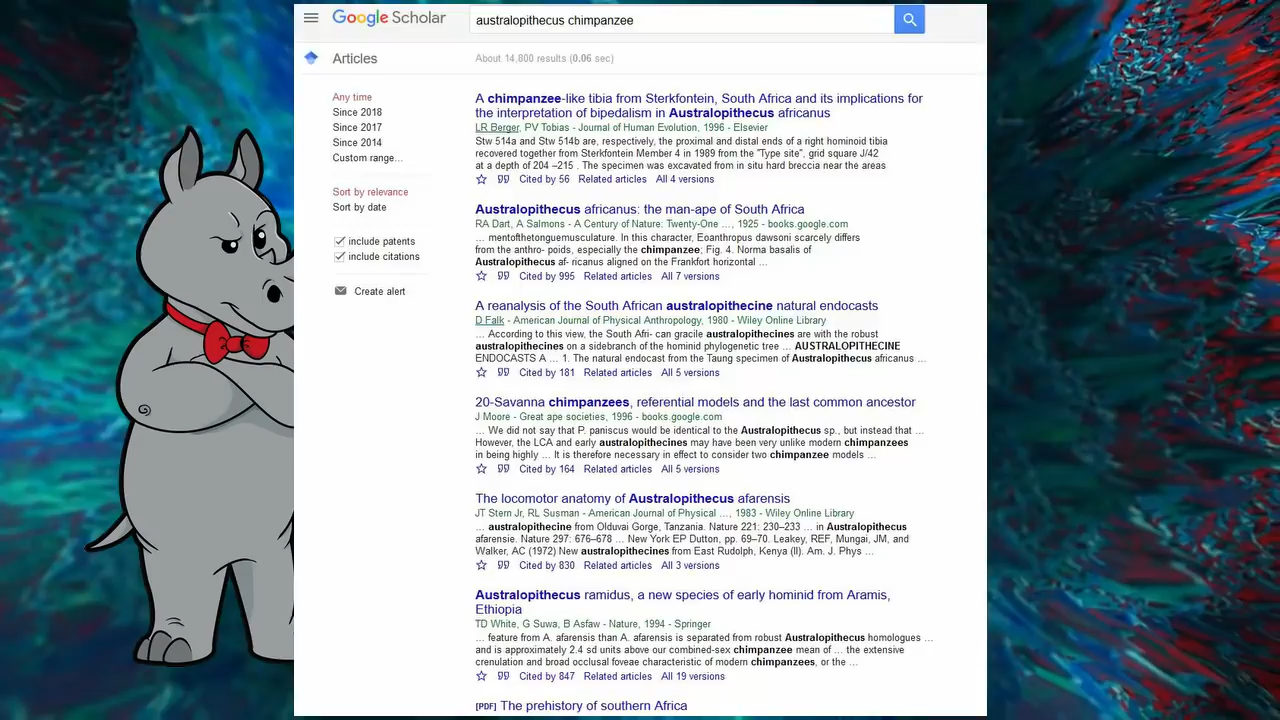 Google Scholar
australopithecus chimpanzee
Articles
About 14,800 results (0.06 sec)
Any time
Since 2018
Since 2017
Since 2014
Custom range...
Sort by relevance
Sort by date
include patents
include citations
Create alert
A chimpanzee-like tibia from Sterkfontein, South Africa and its implications for
the interpretation of bipedalism in Australopithecus africanus
LR Berger, PV Tobias - Journal of Human Evolution, 1996 - Elsevier
Stw 514a and Stw 514b are, respectively, the proximal and distal ends of a right hominoid tibia
recovered together from Sterkfontein Member 4 in 1989 from the "Type site", grid square J/42
at a depth of 204 –215 . The specimen was excavated from in situ hard breccia near the areas
Cited by 56 Related articles All 4 versions
Australopithecus africanus: the man-ape of South Africa
RA Dart, A Salmons - A Century of Nature: Twenty-One …, 1925 - books.google.com
... mentofthetonguemusculature. In this character, Eoanthropus dawsoni scarcely differs
from the anthro- poids, especially the chimpanzee; Fig. 4. Norma basalis of
Australopithecus af- ricanus aligned on the Frankfort horizontal ...
Cited by 995 Related articles All 7 versions
A reanalysis of the South African australopithecine natural endocasts
D Falk - American Journal of Physical Anthropology, 1980 - Wiley Online Library
... According to this view, the South Afri- can gracile australopithecines are with the robust
australopithecines on a sidebranch of the hominid phylogenetic tree ... AUSTRALOPITHECINE
ENDOCASTS A ... 1. The natural endocast from the Taung specimen of Australopithecus africanus ...
Cited by 181 Related articles All 5 versions
20-Savanna chimpanzees, referential models and the last common ancestor
J Moore - Great ape societies, 1996 - books.google.com
... We did not say that P. paniscus would be identical to the Australopithecus sp., but instead that ...
However, the LCA and early australopithecines may have been very unlike modern chimpanzees
in being highly ... It is therefore necessary in effect to consider two chimpanzee models ...
Cited by 164 Related articles All 5 versions
The locomotor anatomy of Australopithecus afarensis
JT Stern Jr, RL Susman - American Journal of Physical …, 1983 - Wiley Online Library
... australopithecine from Olduvai Gorge, Tanzania. Nature 221: 230–233 ... in Australopithecus
afarensie. Nature 297: 676–678 ... New York EP Dutton, pp. 69–70. Leakey, REF, Mungai, JM, and
Walker, AC (1972) New australopithecines from East Rudolph, Kenya (II). Am. J. Phys ...
Cited by 830 Related articles All 3 versions
Australopithecus ramidus, a new species of early hominid from Aramis,
Ethiopia
TD White, G Suwa, B Asfaw - Nature, 1994 - Springer
... feature from A. afarensis than A. afarensis is separated from robust Australopithecus homologues ...
and is approximately 2.4 sd units above our combined-sex chimpanzee mean of ... the extensive
crenulation and broad occlusal foveae characteristic of modern chimpanzees, or the ...
Cited by 847 Related articles All 19 versions
[PDF] The prehistory of southern Africa